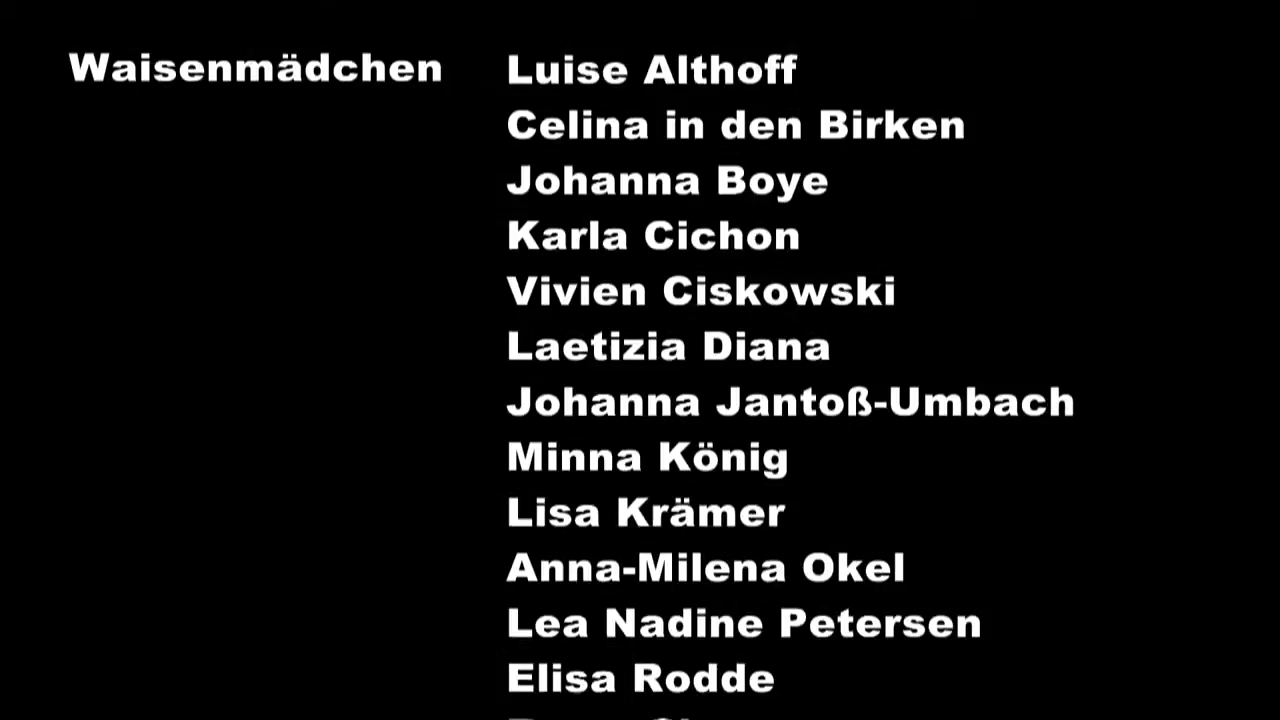 Waisenmädchen Luise Althoff
Celina in den Birken
Johanna Boye
Karla Cichon
Vivien Ciskowski
Laetizia Diana
Johanna Jantoß-Umbach
Minna König
Lisa Krämer
Anna-Milena Okel
Lea Nadine Petersen
Elisa Rodde